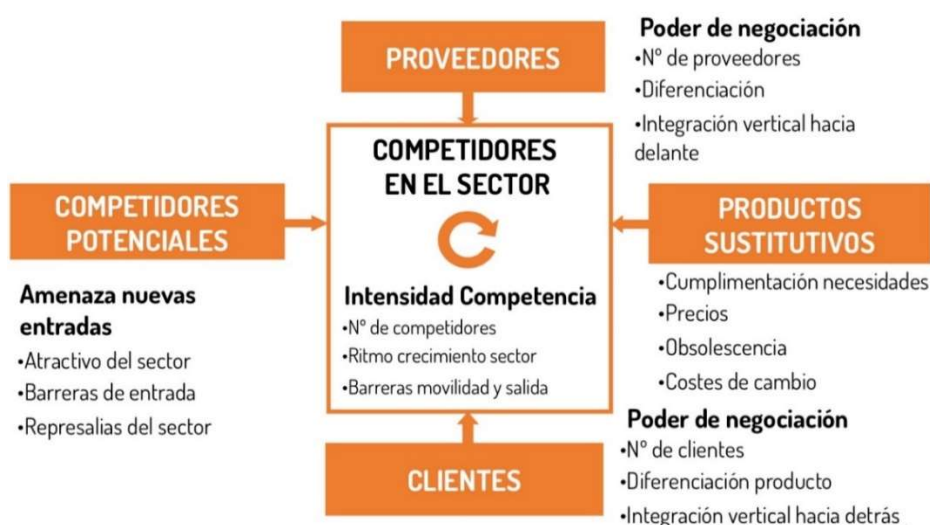 PROVEEDORES
Poder de negociación
•Nº de proveedores
•Diferenciación
•Integración vertical hacia
delante
COMPETIDORES
EN EL SECTOR
Intensidad Competencia
•Nº de competidores
•Ritmo crecimiento sector
•Barreras movilidad y salida
COMPETIDORES
POTENCIALES
Amenaza nuevas
entradas
•Atractivo del sector
•Barreras de entrada
•Represalias del sector
PRODUCTOS
SUSTITUTIVOS
•Cumplimentación necesidades
•Precios
•Obsolescencia
•Costes de cambio
CLIENTES
Poder de negociación
•Nº de clientes
•Diferenciación producto
•Integración vertical hacia detrás